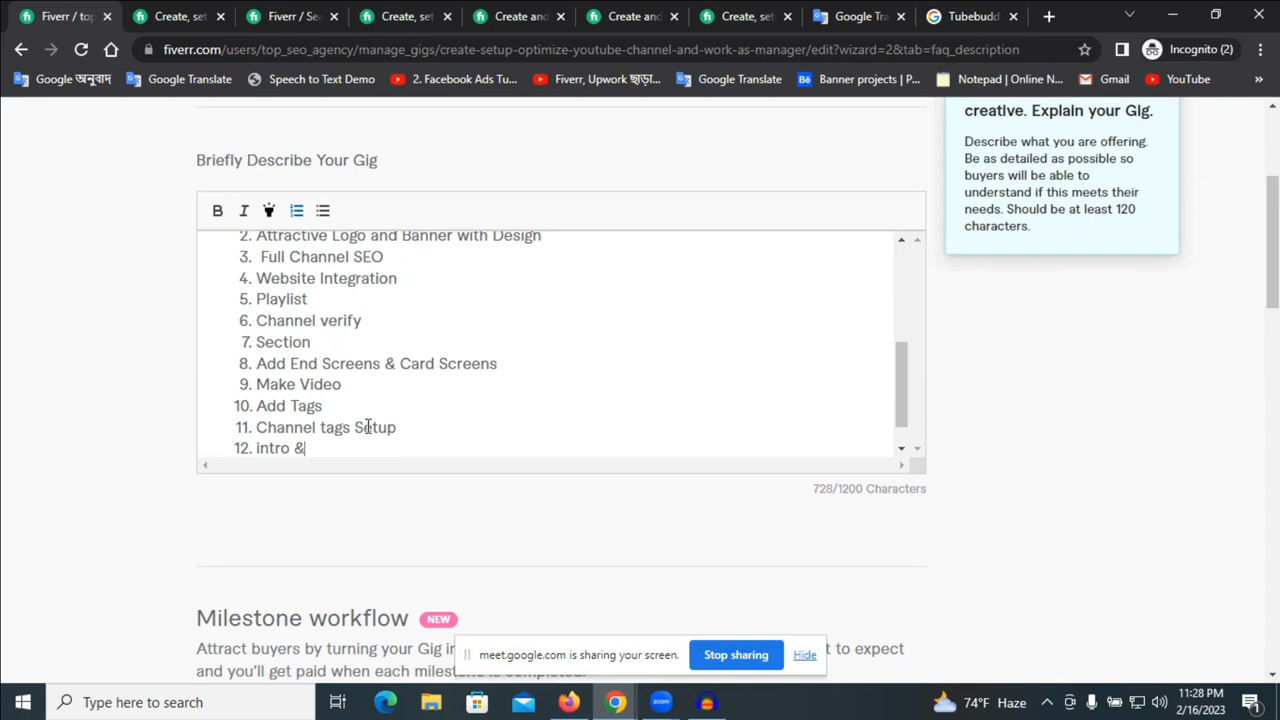 Fiverr / top
Create, set
Fiverr / Sea
Create, set
Create and
Create and
Create, set
Google Tra
Tubebudd
fiverr.com/users/top_seo_agency/manage_gigs/create-setup-optimize-youtube-channel-and-work-as-manager/edit?wizard=2&tab=faq_description
Incognito (2)
Google অনুবাদ
Google Translate
Speech to Text Demo
2. Facebook Ads Tu...
Fiverr, Upwork ছাড়া...
Google Translate
Banner projects | P...
Notepad | Online N...
Gmail
YouTube
creative. Explain your Gig.
Describe what you are offering.
Be as detailed as possible so
buyers will be able to
understand if this meets their
needs. Should be at least 120
characters.
Briefly Describe Your Gig
B I
2. Attractive Logo and Banner with Design
3. Full Channel SEO
4. Website Integration
5. Playlist
6. Channel verify
7. Section
8. Add End Screens & Card Screens
9. Make Video
10. Add Tags
11. Channel tags Setup
12. intro &
728/1200 Characters
Milestone workflow NEW
Attract buyers by turning your Gig in
t to expect
and you'll get paid when each milest
meet.google.com is sharing your screen.
Stop sharing
Hide
Type here to search
zoom
74°F Haze
11:28 PM
2/16/2023
1